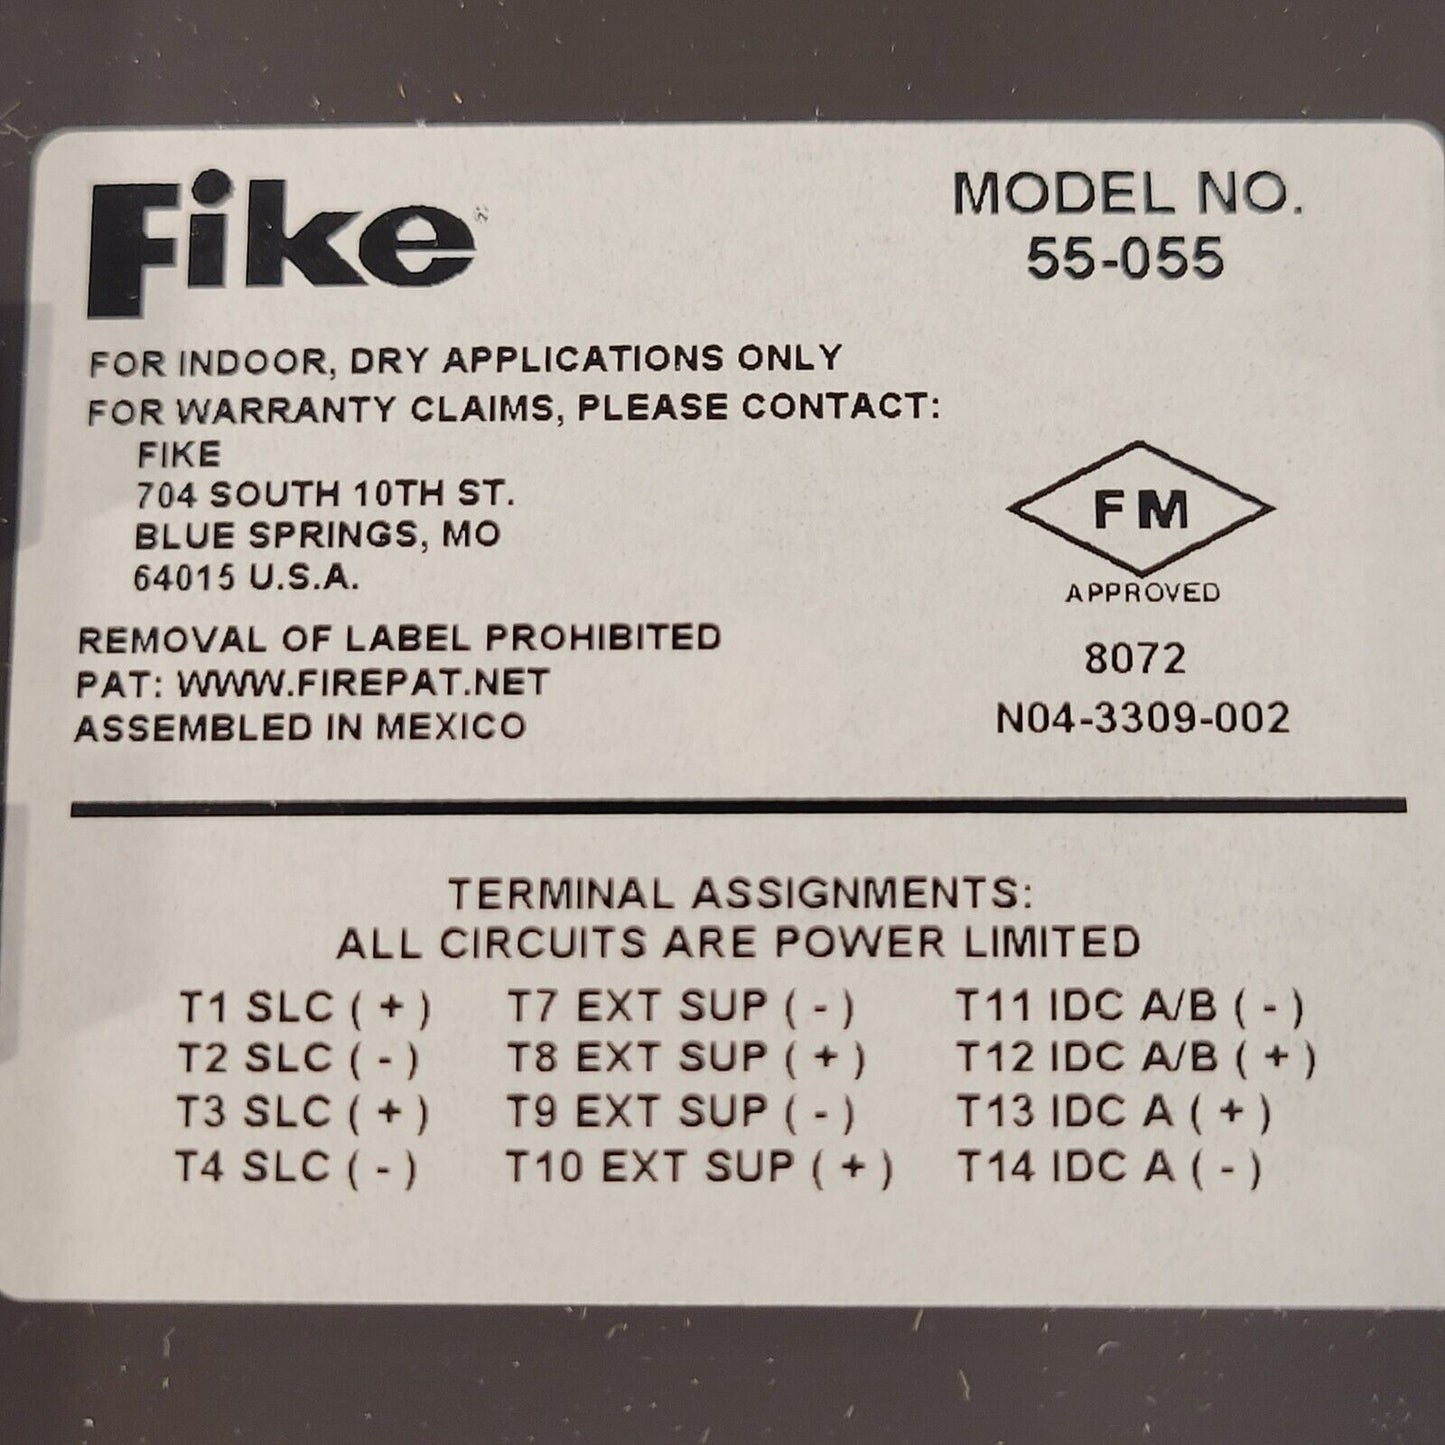 Fike®
MODEL NO.
55-055
FOR INDOOR, DRY APPLICATIONS ONLY
FOR WARRANTY CLAIMS, PLEASE CONTACT:
FIKE
704 SOUTH 10TH ST.
BLUE SPRINGS, MO
64015 U.S.A.
REMOVAL OF LABEL PROHIBITED
PAT: WWW.FIREPAT.NET
ASSEMBLED IN MEXICO
FM
APPROVED
8072
N04-3309-002
TERMINAL ASSIGNMENTS:
ALL CIRCUITS ARE POWER LIMITED
T1 SLC ( + )
T2 SLC ( - )
T3 SLC ( + )
T4 SLC ( - )
T7 EXT SUP ( - )
T8 EXT SUP ( + )
T9 EXT SUP ( - )
T10 EXT SUP ( + )
T11 IDC A/B ( - )
T12 IDC A/B ( + )
T13 IDC A ( + )
T14 IDC A ( - )